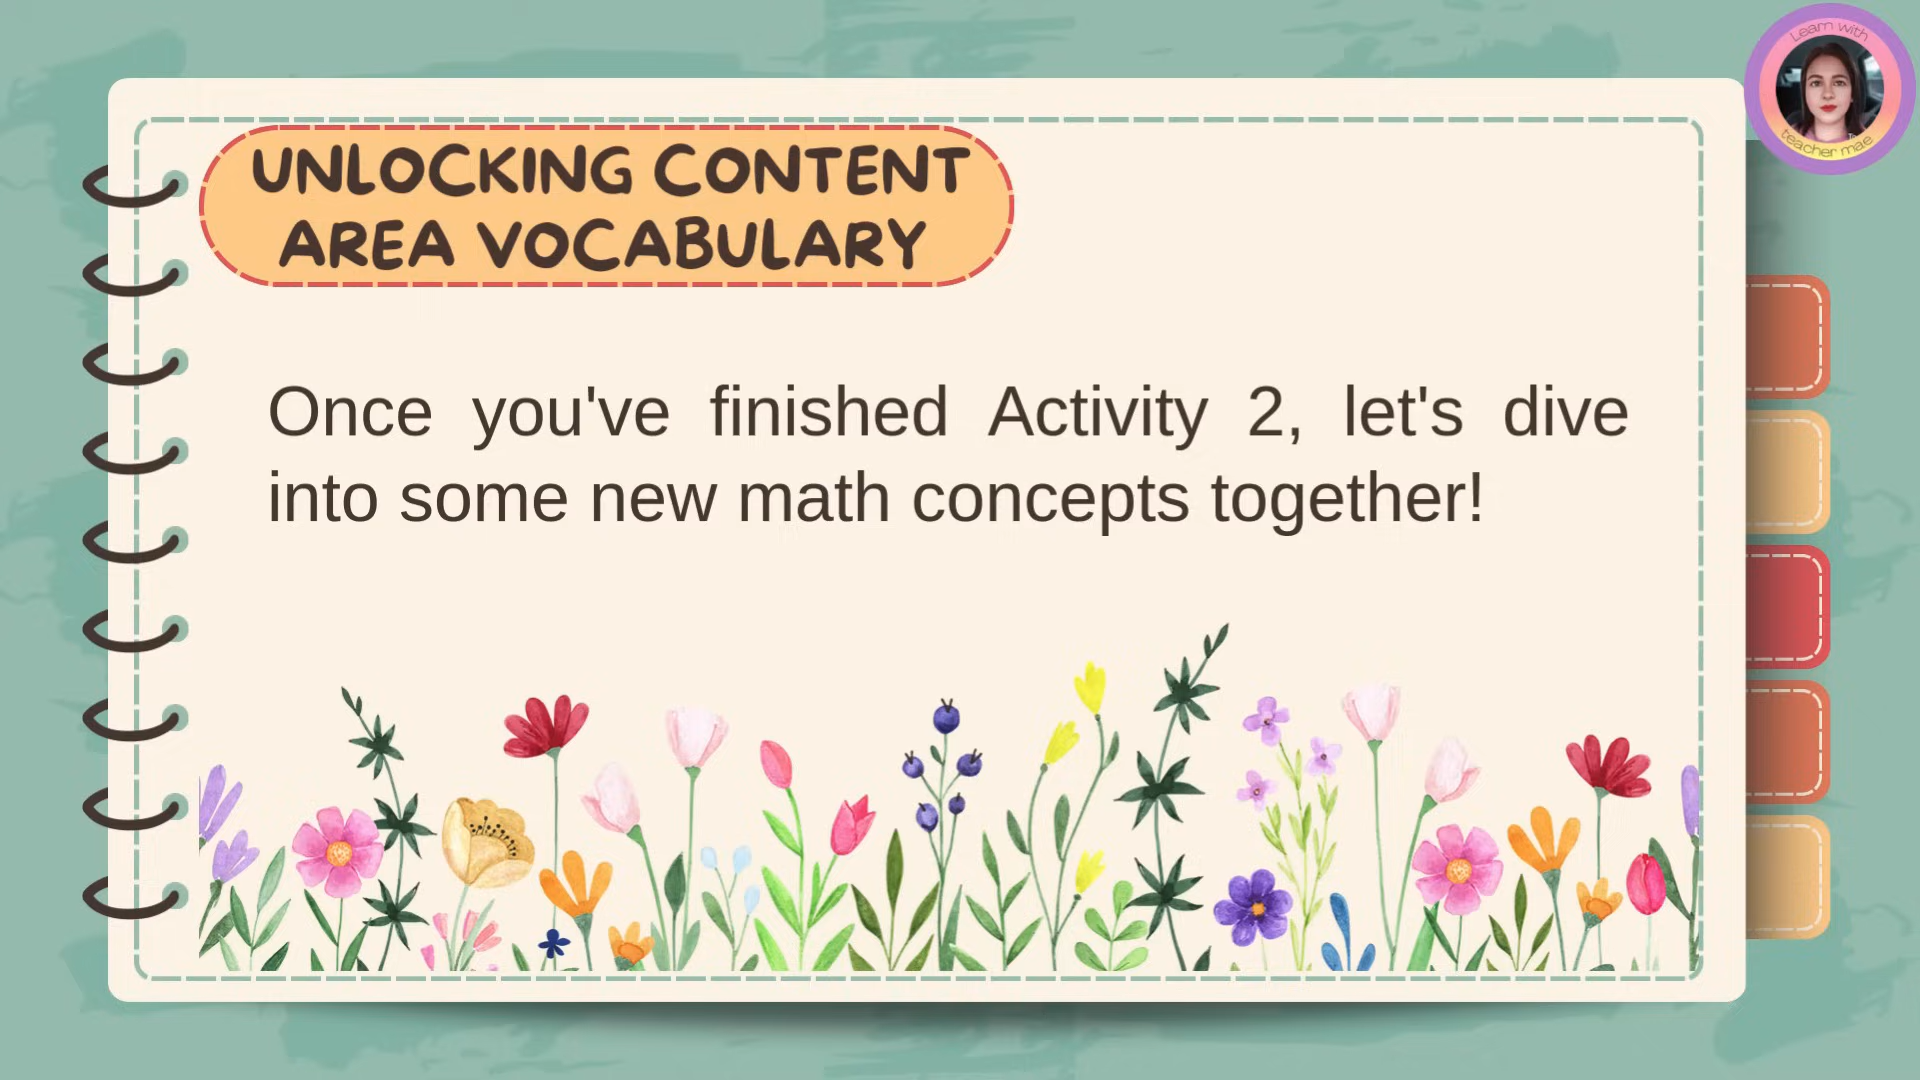 Learn with
teacher mae
UNLOCKING CONTENT
AREA VOCABULARY
Once you've finished Activity 2, let's dive
into some new math concepts together!